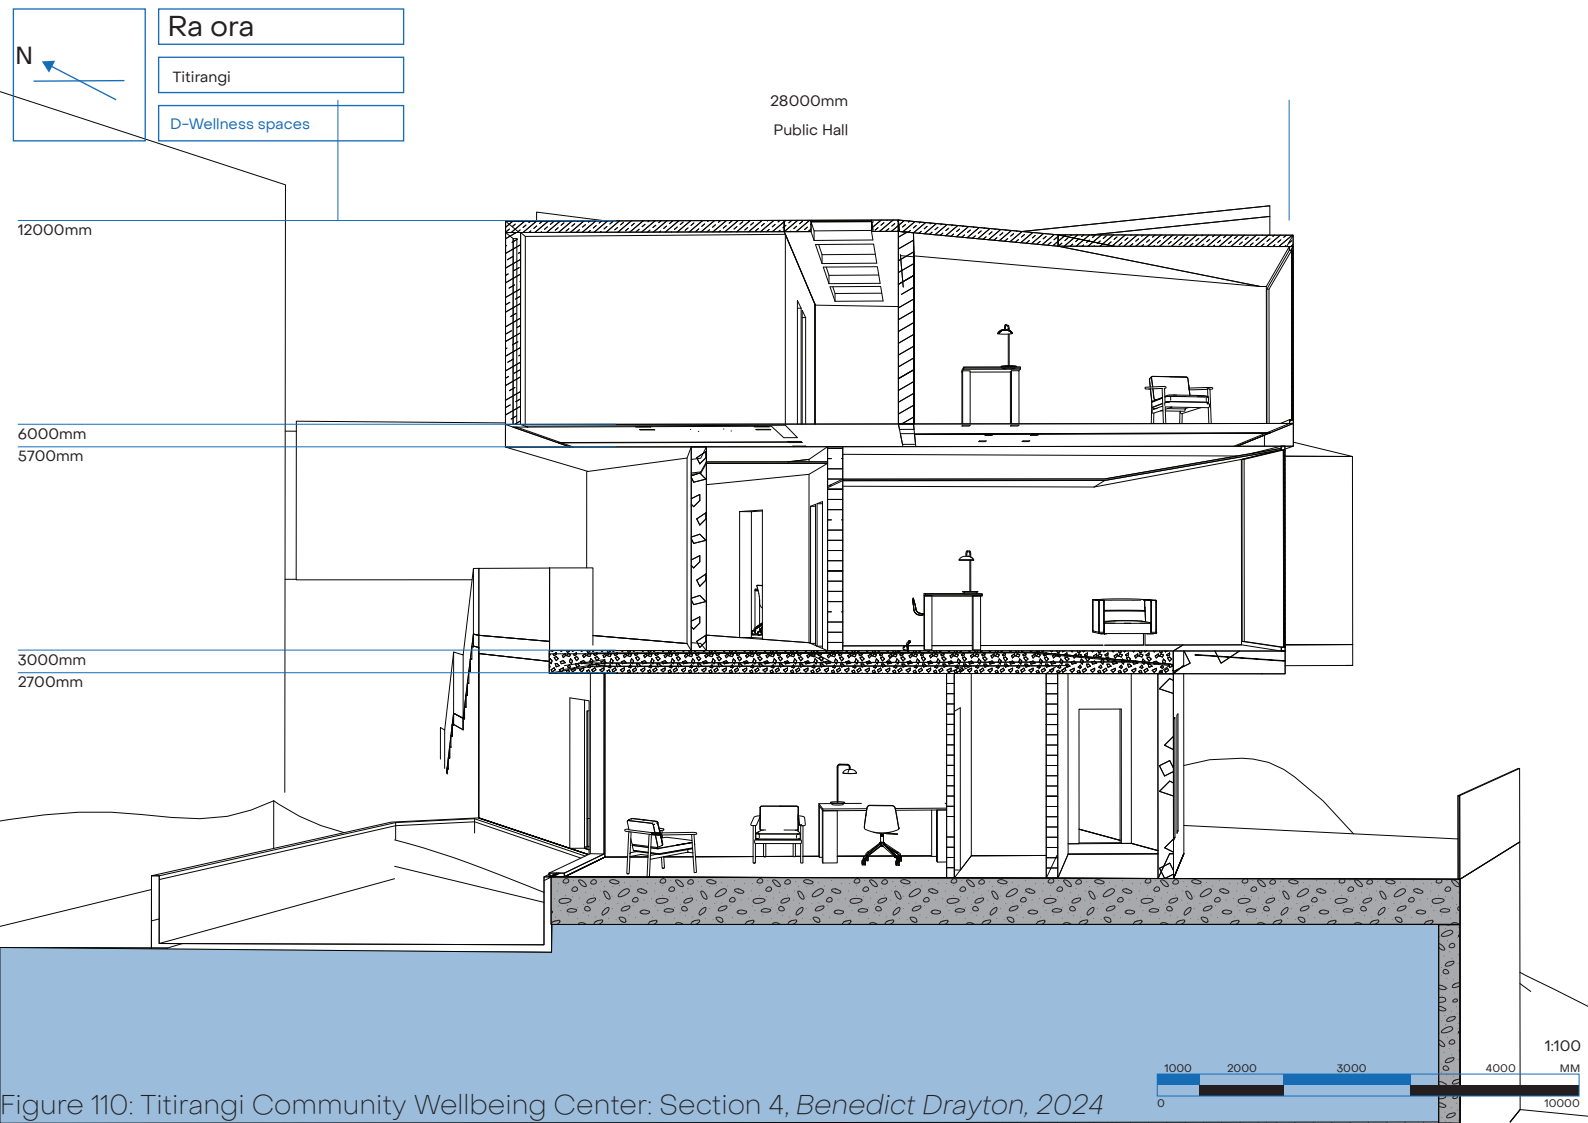 N
Ra ora
Titirangi
D-Wellness spaces
28000mm
Public Hall
12000mm
6000mm
5700mm
3000mm
2700mm
1:100
1000 2000 3000 4000 MM
0 10000
Figure 110: Titirangi Community Wellbeing Center: Section 4, Benedict Drayton, 2024